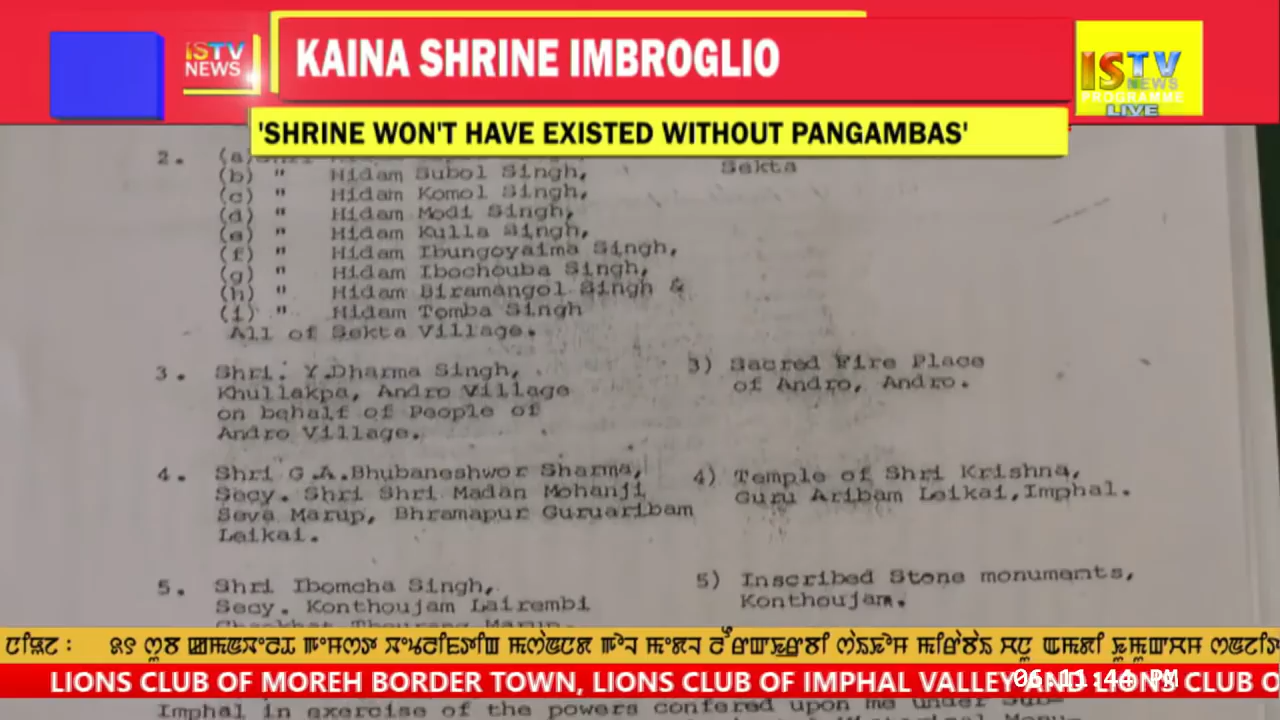 ISTV NEWS
KAINA SHRINE IMBROGLIO
ISTV NEWS
PROGRAMME
LIVE
'SHRINE WON'T HAVE EXISTED WITHOUT PANGAMBAS'
2. (a)
(b) " Hidam Subol Singh, Sekta
(c) " Hidam Komol Singh,
(d) " Hidam Modi Singh,
(e) " Hidam Kulla Singh,
(f) " Hidam Ibungoyaima Singh,
(g) " Hidam Ibochouba Singh,
(h) " Hidam Biramangol Singh &
(i) " Hidam Tomba Singh
All of Sekta Village.
3. Shri. Y.Dharma Singh, 3) Sacred Fire Place
Khullakpa, Andro Village of Andro, Andro.
on behalf of People of
Andro Village.
4. Shri G.A.Bhubaneshwor Sharma, 4) Temple of Shri Krishna,
Secy. Shri Shri Madan Mohanji Guru Aribam Leikai,Imphal.
Seva Marup, Bhramapur Guruaribam
Leikai.
5. Shri Ibomcha Singh, 5) Inscribed Stone monuments,
Secy. Konthoujam Lairembi Konthoujam.
LIONS CLUB OF MOREH BORDER TOWN, LIONS CLUB OF IMPHAL VALLEY AND LIONS CLUB O
06:11:44 PM
Imphal in exercise of the powers confered upon me under Sub-